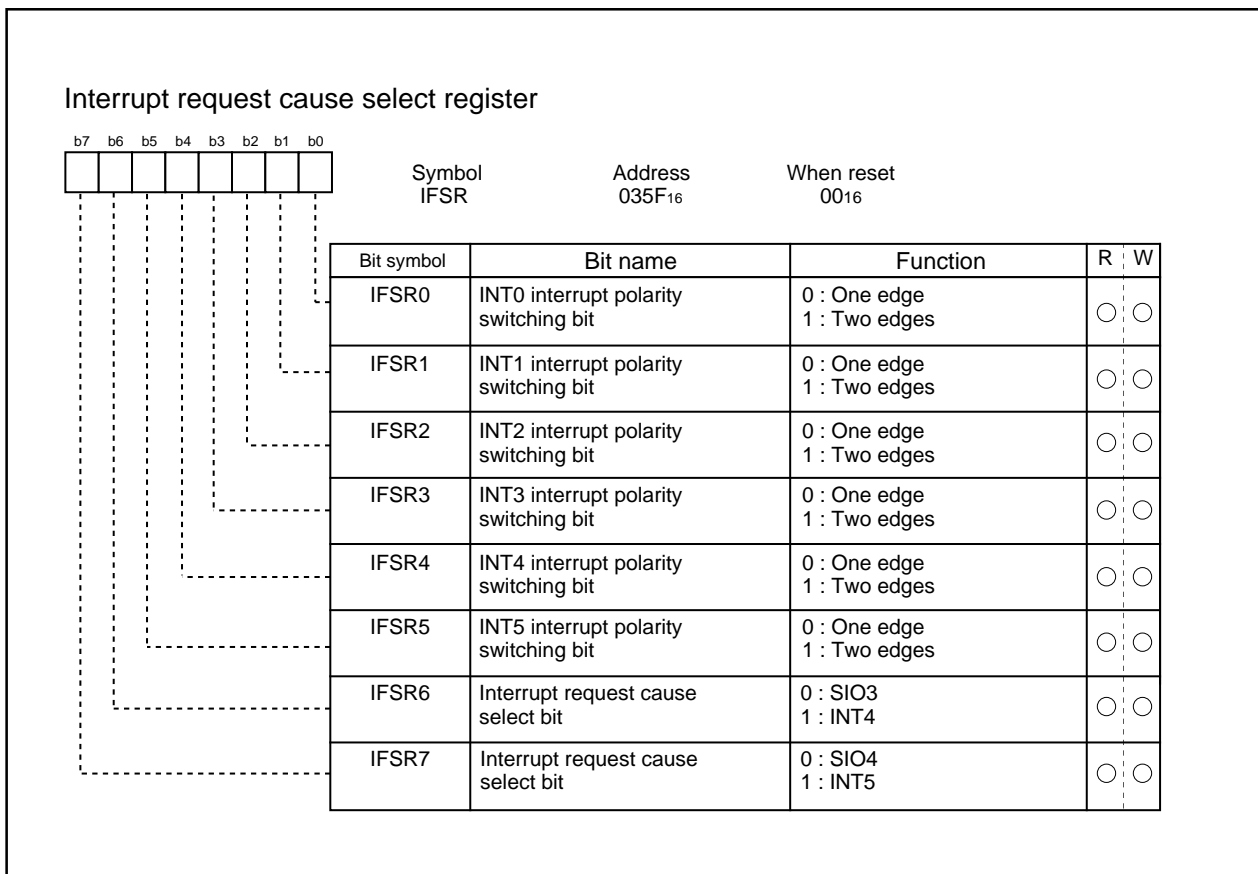 Interrupt request cause select register
b7 b6 b5 b4 b3 b2 b1 b0
Symbol Address When reset
IFSR 035F16 0016
Bit symbol Bit name Function R W
IFSR0 INT0 interrupt polarity 0 : One edge
switching bit 1 : Two edges
IFSR1 INT1 interrupt polarity 0 : One edge
switching bit 1 : Two edges
IFSR2 INT2 interrupt polarity 0 : One edge
switching bit 1 : Two edges
IFSR3 INT3 interrupt polarity 0 : One edge
switching bit 1 : Two edges
IFSR4 INT4 interrupt polarity 0 : One edge
switching bit 1 : Two edges
IFSR5 INT5 interrupt polarity 0 : One edge
switching bit 1 : Two edges
IFSR6 Interrupt request cause 0 : SIO3
select bit 1 : INT4
IFSR7 Interrupt request cause 0 : SIO4
select bit 1 : INT5